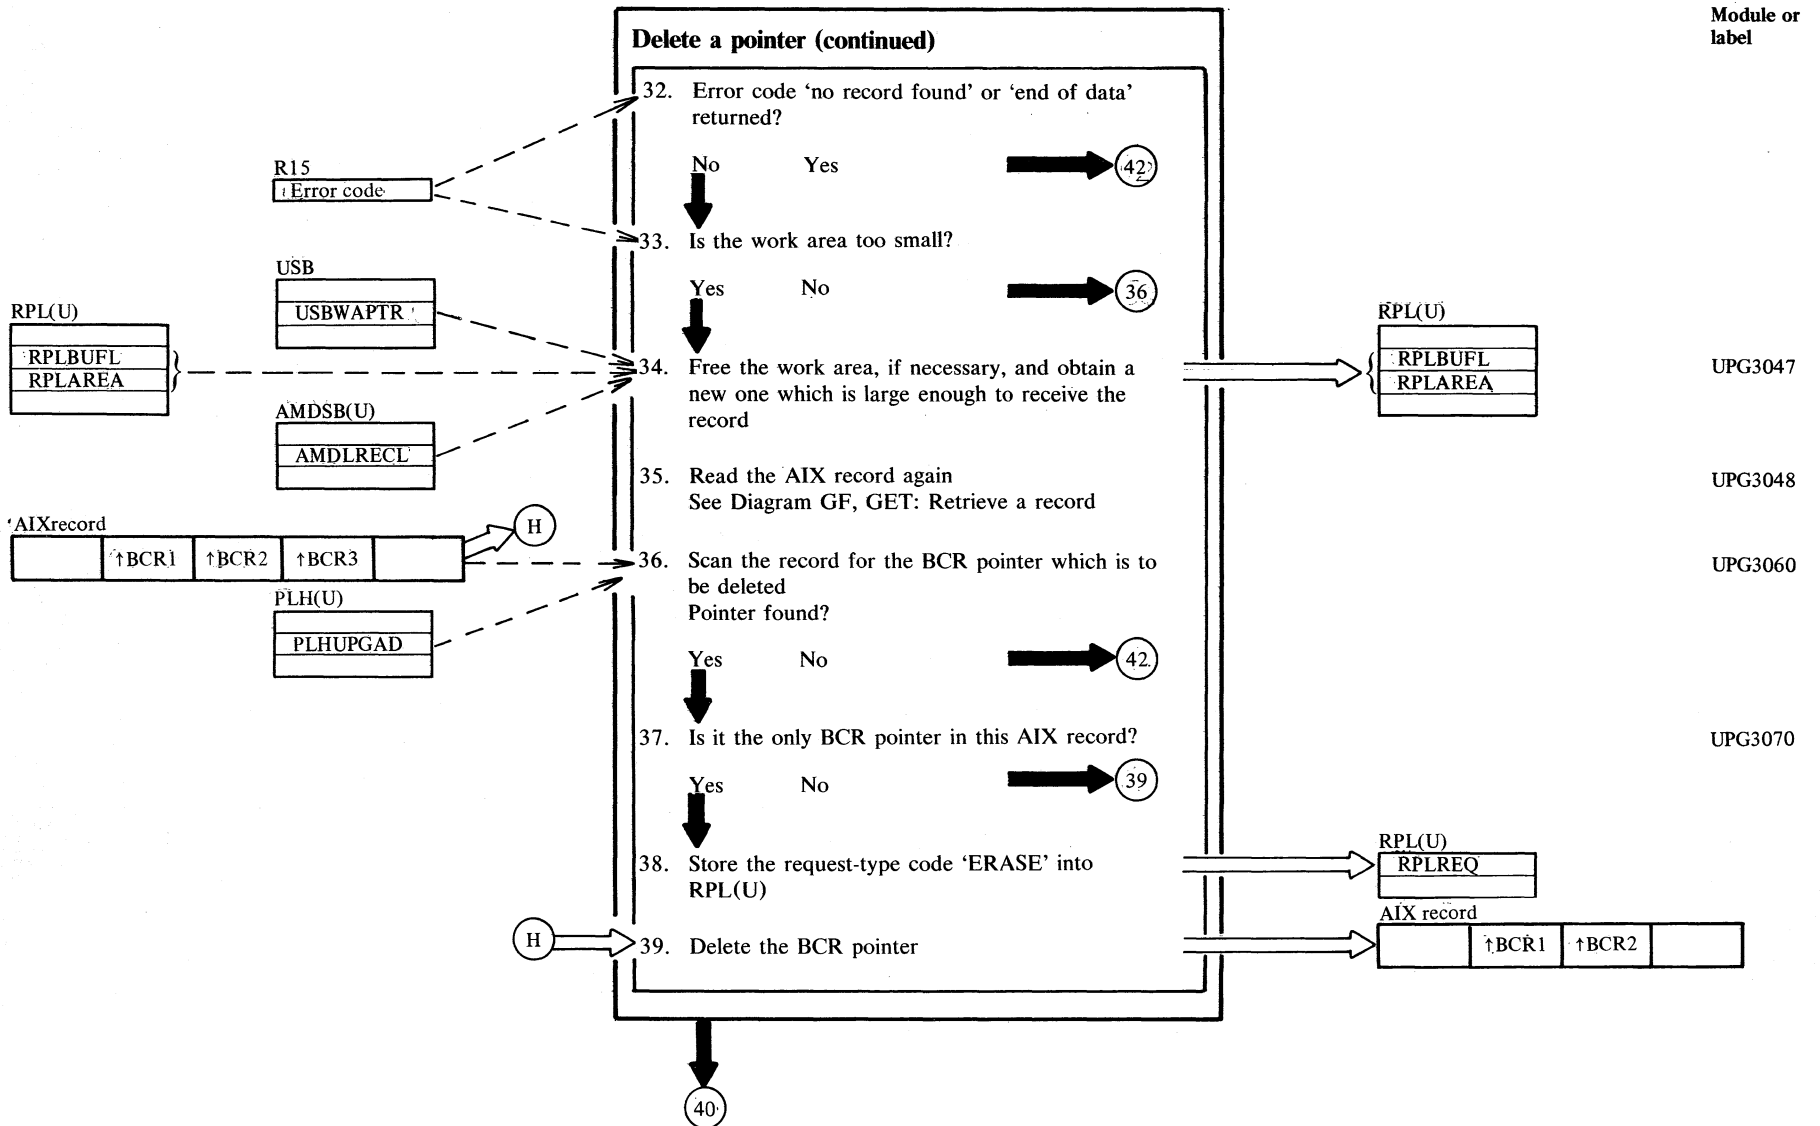 Module or
label
Delete a pointer (continued)
32. Error code ‘no record found’ or ‘end of data’
returned?
No Yes 42
R15
Error code
33. Is the work area too small?
Yes No 36
USB
USBWAPTR
RPL(U)
RPLBUFL
RPLAREA
AMDSB(U)
AMDLRECL
34. Free the work area, if necessary, and obtain a
new one which is large enough to receive the
record
RPL(U)
RPLBUFL
RPLAREA
UPG3047
35. Read the AIX record again
See Diagram GF, GET: Retrieve a record
UPG3048
AIXrecord
↑BCR1 ↑BCR2 ↑BCR3
H
PLH(U)
PLHUPGAD
36. Scan the record for the BCR pointer which is to
be deleted
Pointer found?
UPG3060
Yes No 42
37. Is it the only BCR pointer in this AIX record?
UPG3070
Yes No 39
38. Store the request-type code ‘ERASE’ into
RPL(U)
RPL(U)
RPLREQ
H
39. Delete the BCR pointer
AIX record
↑BCR1 ↑BCR2
40